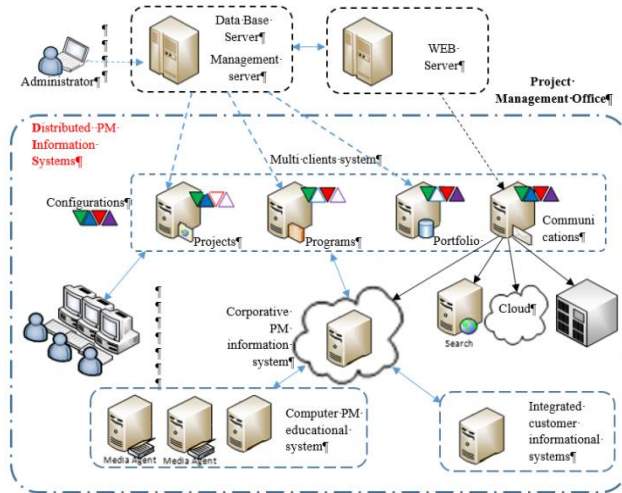 Data·Base·
Server¶
Management·
server¶
WEB·
Server¶
Administrator¶
Project·
Management·Office¶
Distributed··PM·
Information·
Systems¶
Multi·clients·system¶
Configurations¶
Projects¶
Programs¶
Portfolio·
Communi
cations¶
Corporative·
PM·
information·
system¶
Cloud¶
Search
Computer·PM·
educational·
system¶
Media Agent
Media Agent
Integrated·
customer·
informational·
systems¶